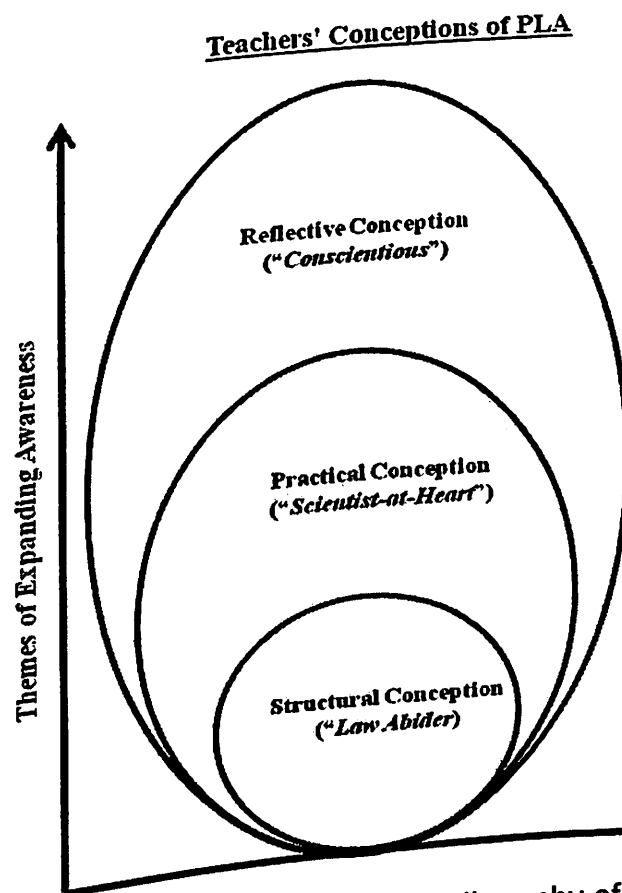 Teachers' Conceptions of PLA
Reflective Conception
("Conscientious")
Themes of Expanding Awareness
Practical Conception
("Scientist-at-Heart")
Structural Conception
("Law Abider)
of